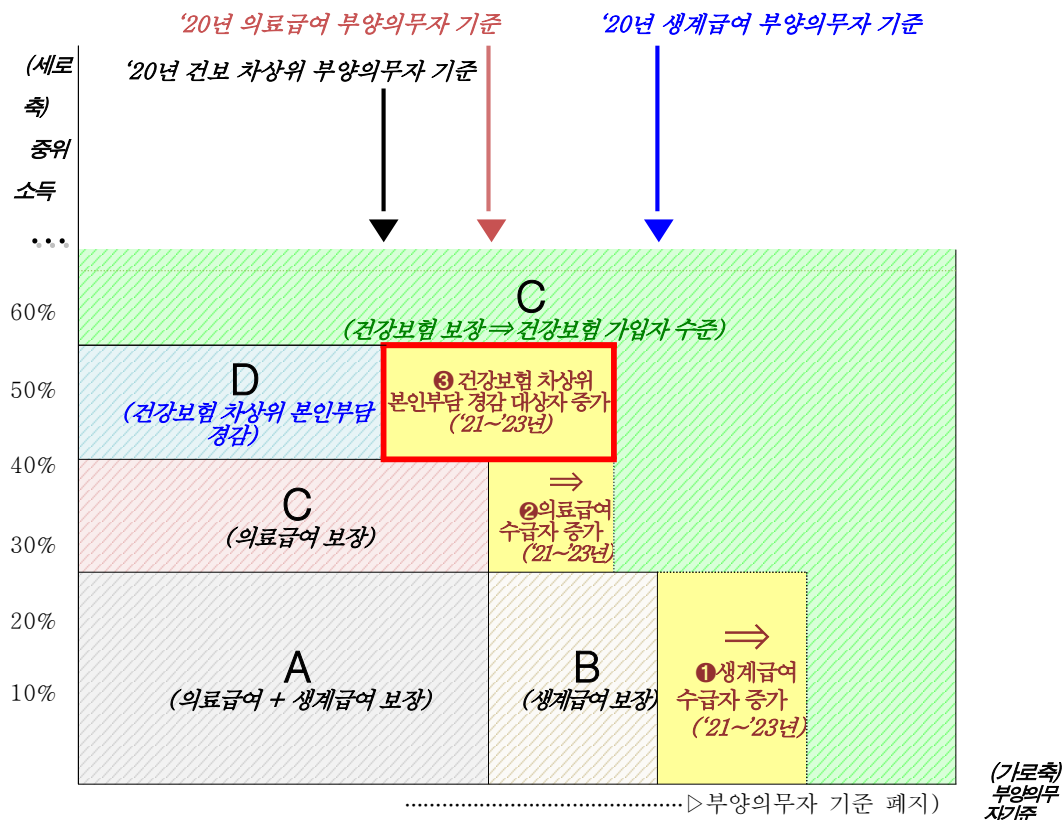 ‘20년 의료급여 부양의무자 기준
‘20년 생계급여 부양의무자 기준
(세로
축)
중위
소득
…
‘20년 건보 차상위 부양의무자 기준
60%
50%
40%
30%
20%
10%
C
(건강보험 보장⇒건강보험 가입자 수준)
D
(건강보험 차상위 본인부담
경감)
❸ 건강보험 차상위
본인부담 경감 대상자 증가
(‘21~’23년)
C
(의료급여 보장)
⇒
❷의료급여
수급자 증가
(‘21~’23년)
A
(의료급여 + 생계급여 보장)
B
(생계급여 보장)
⇒
❶생계급여
수급자 증가
(‘21~’23년)
▷부양의무자 기준 폐지)
(가로축)
부양의무
자기준